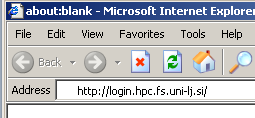 about:blank - Microsoft Internet Explorer
File Edit View Favorites Tools Help
Back
Address http://login.hpc.fs.uni-lj.si/